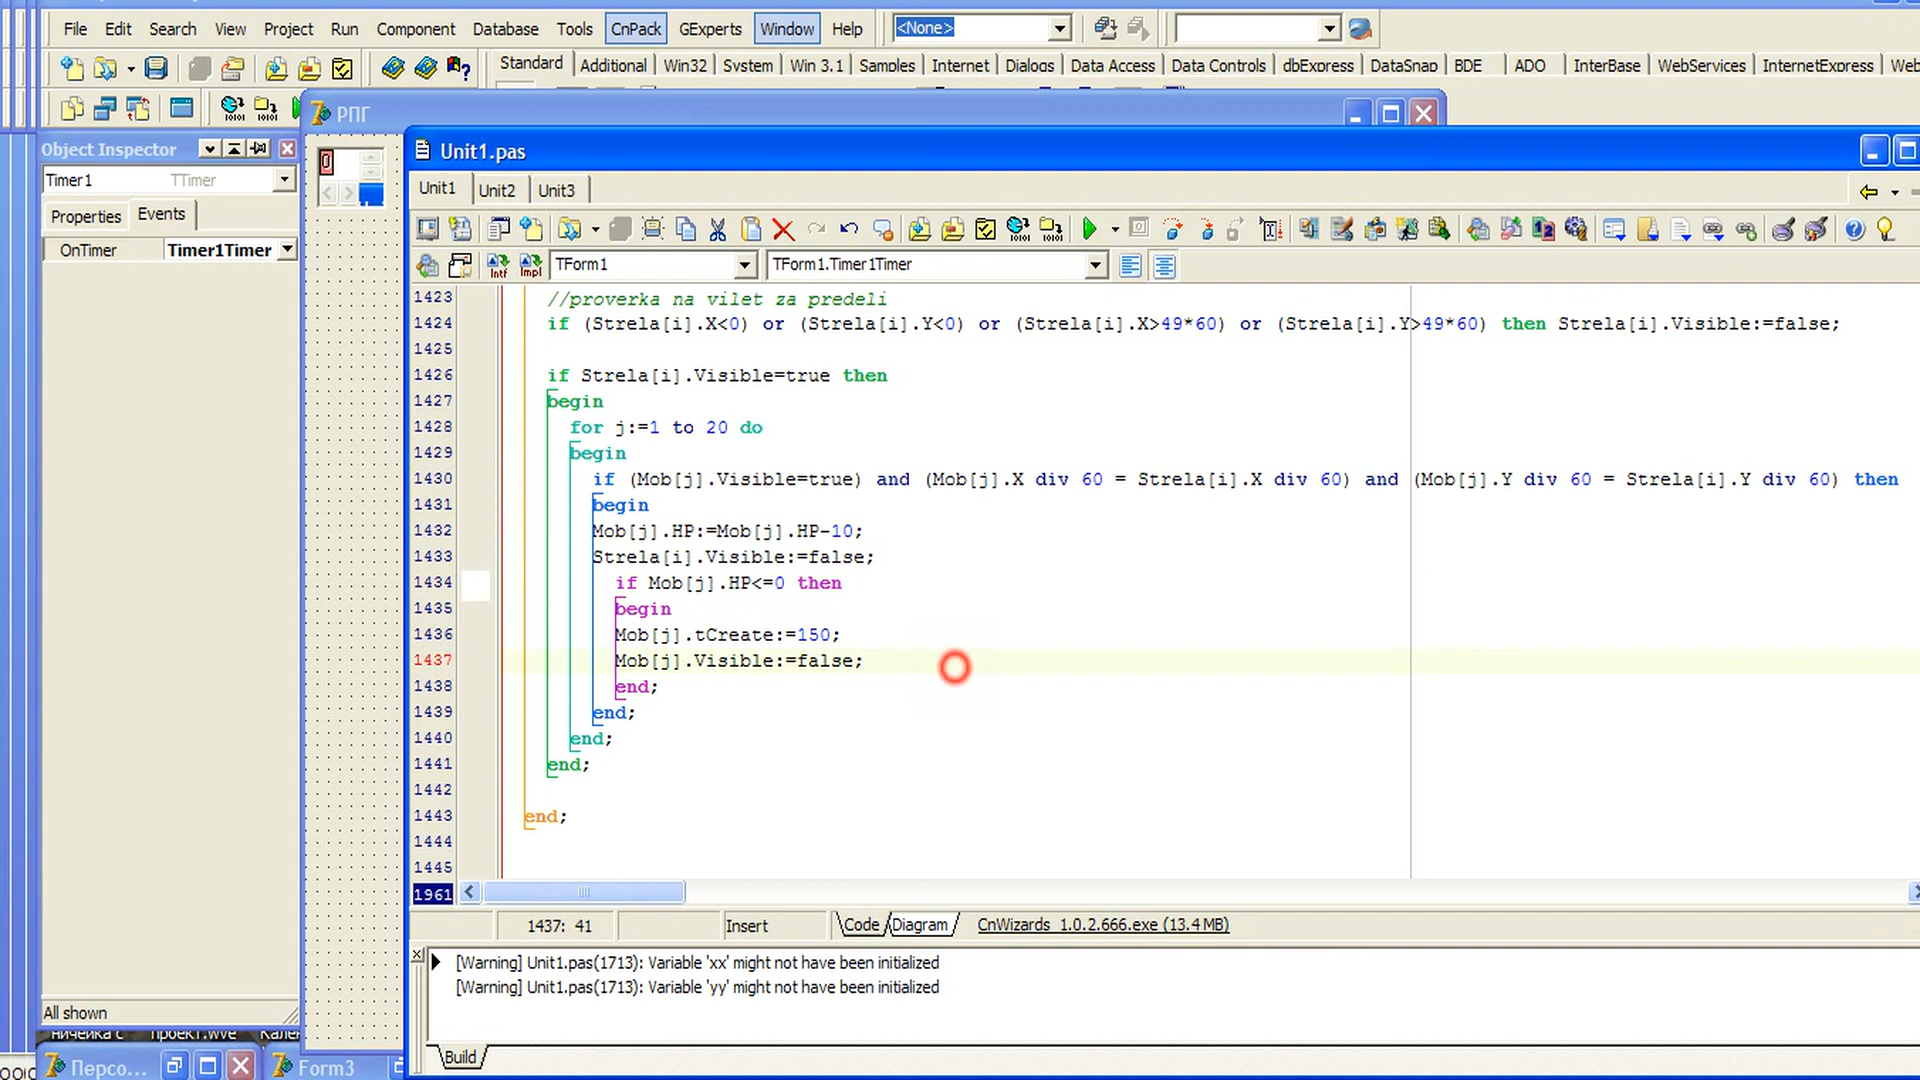 File Edit Search View Project Run Component Database Tools CnPack GExperts Window Help <None>
Standard Additional Win32 System Win 3.1 Samples Internet Dialogs Data Access Data Controls dbExpress DataSnap BDE ADO InterBase WebServices InternetExpress Web
РПГ
Object Inspector
Timer1 TTimer
Properties Events
OnTimer Timer1Timer
All shown
Unit1.pas
Unit1 Unit2 Unit3
TForm1 TForm1.Timer1Timer
1423 //proverka na vilet za predeli
1424 if (Strela[i].X<0) or (Strela[i].Y<0) or (Strela[i].X>49*60) or (Strela[i].Y>49*60) then Strela[i].Visible:=false;
1425
1426 if Strela[i].Visible=true then
1427 begin
1428 for j:=1 to 20 do
1429 begin
1430 if (Mob[j].Visible=true) and (Mob[j].X div 60 = Strela[i].X div 60) and (Mob[j].Y div 60 = Strela[i].Y div 60) then
1431 begin
1432 Mob[j].HP:=Mob[j].HP-10;
1433 Strela[i].Visible:=false;
1434 if Mob[j].HP<=0 then
1435 begin
1436 Mob[j].tCreate:=150;
1437 Mob[j].Visible:=false;
1438 end;
1439 end;
1440 end;
1441 end;
1442
1443 end;
1444
1445
1961
1437: 41 Insert Code Diagram CnWizards_1.0.2.666.exe (13.4 MB)
[Warning] Unit1.pas(1713): Variable 'xx' might not have been initialized
[Warning] Unit1.pas(1713): Variable 'yy' might not have been initialized
Build
Персо... Form3